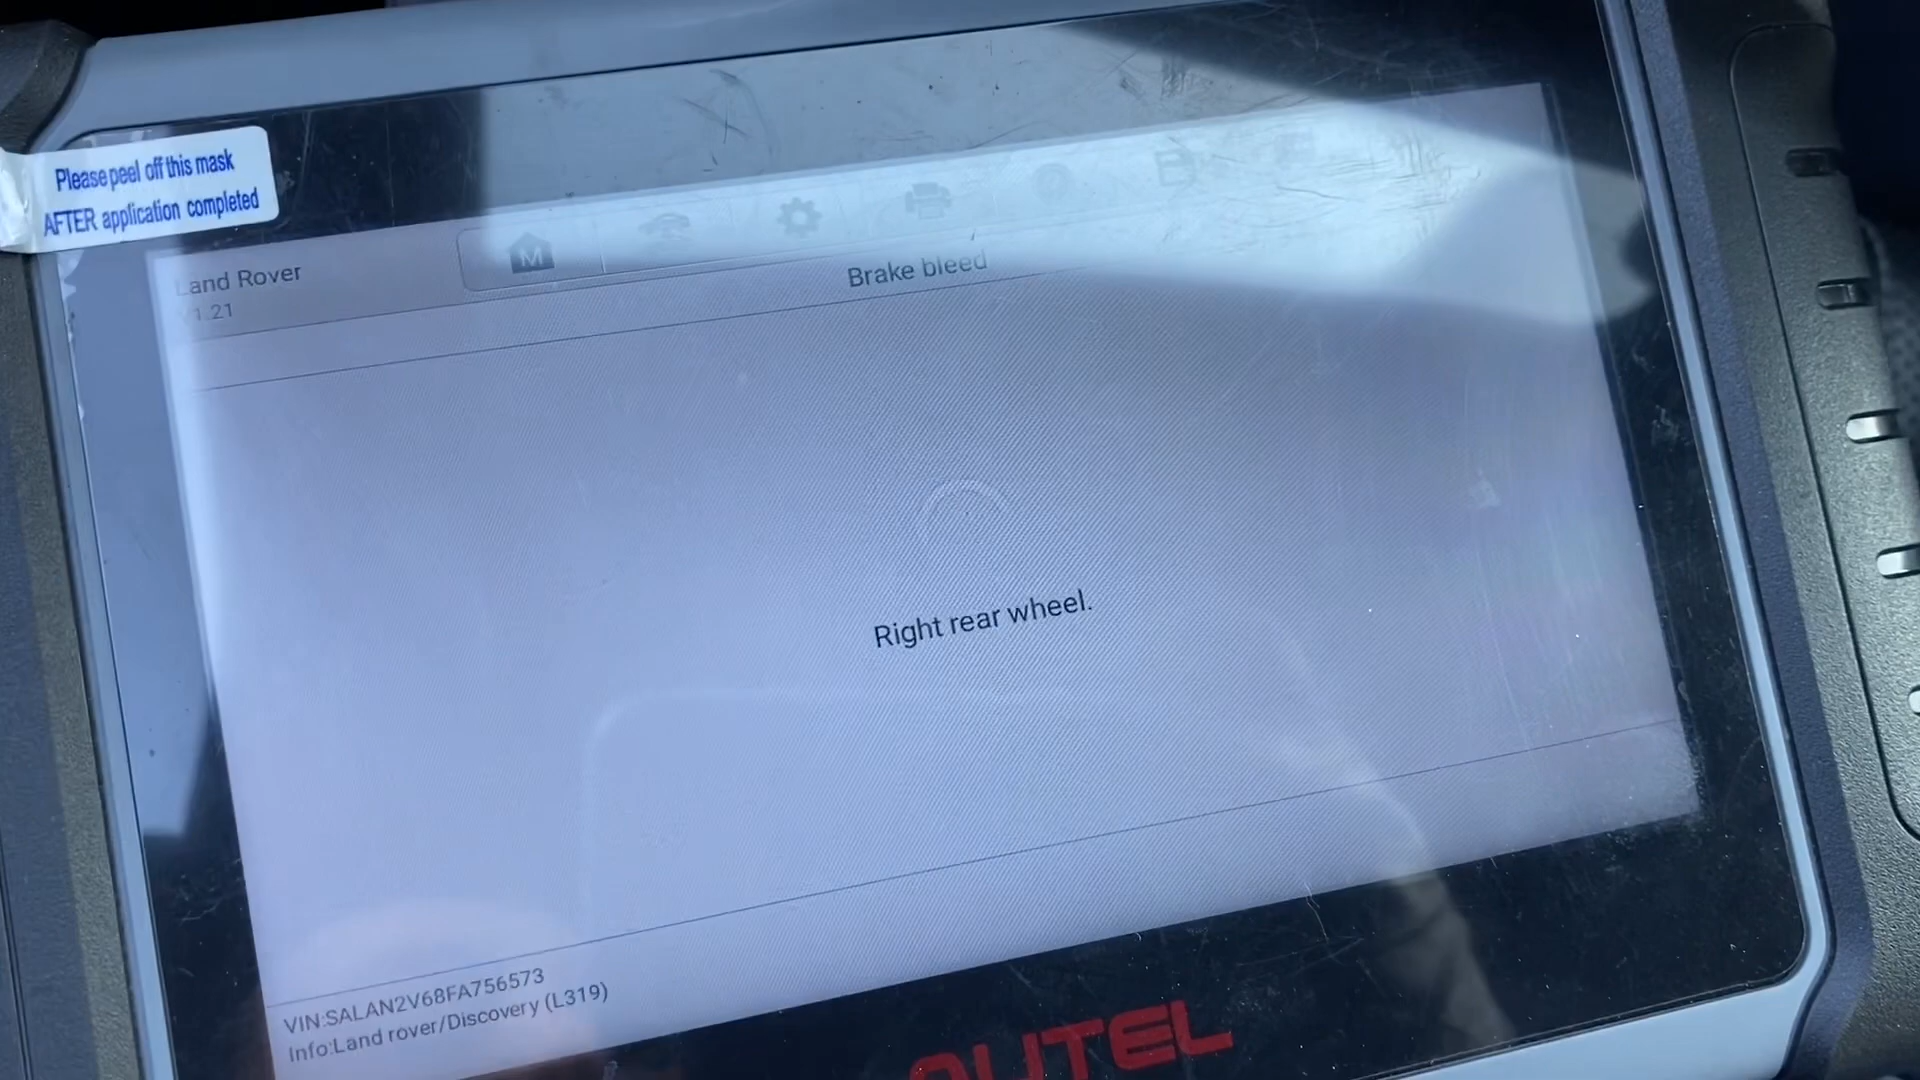 Please peel off this mask
AFTER application completed
Land Rover
V1.21
M
Brake bleed
Right rear wheel.
VIN:SALAN2V68FA756573
Info:Land rover/Discovery (L319)
AUTEL